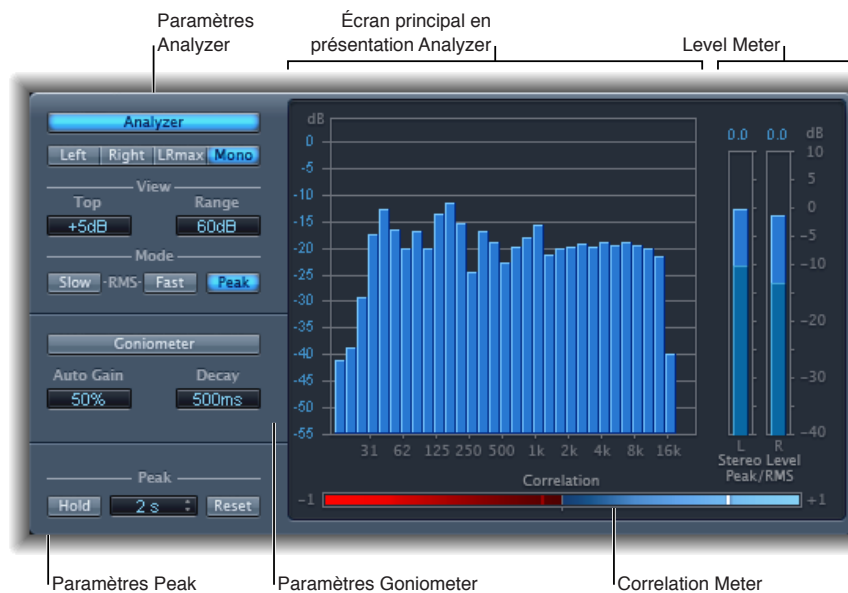 Paramètres
Analyzer
Écran principal en
présentation Analyzer
Level Meter
Analyzer
Left Right LRmax Mono
View
Top Range
+5dB 60dB
Mode
Slow -RMS- Fast Peak
Goniometer
Auto Gain Decay
50% 500ms
Peak
Hold 2 s Reset
dB
0
-5
-10
-15
-20
-25
-30
-35
-40
-45
-50
-55
31 62 125 250 500 1k 2k 4k 8k 16k
0.0 0.0 dB
10
5
0
-5
-10
-20
-30
-40
L R
Stereo Level
Peak/RMS
Correlation
-1 +1
Paramètres Peak
Paramètres Goniometer
Correlation Meter